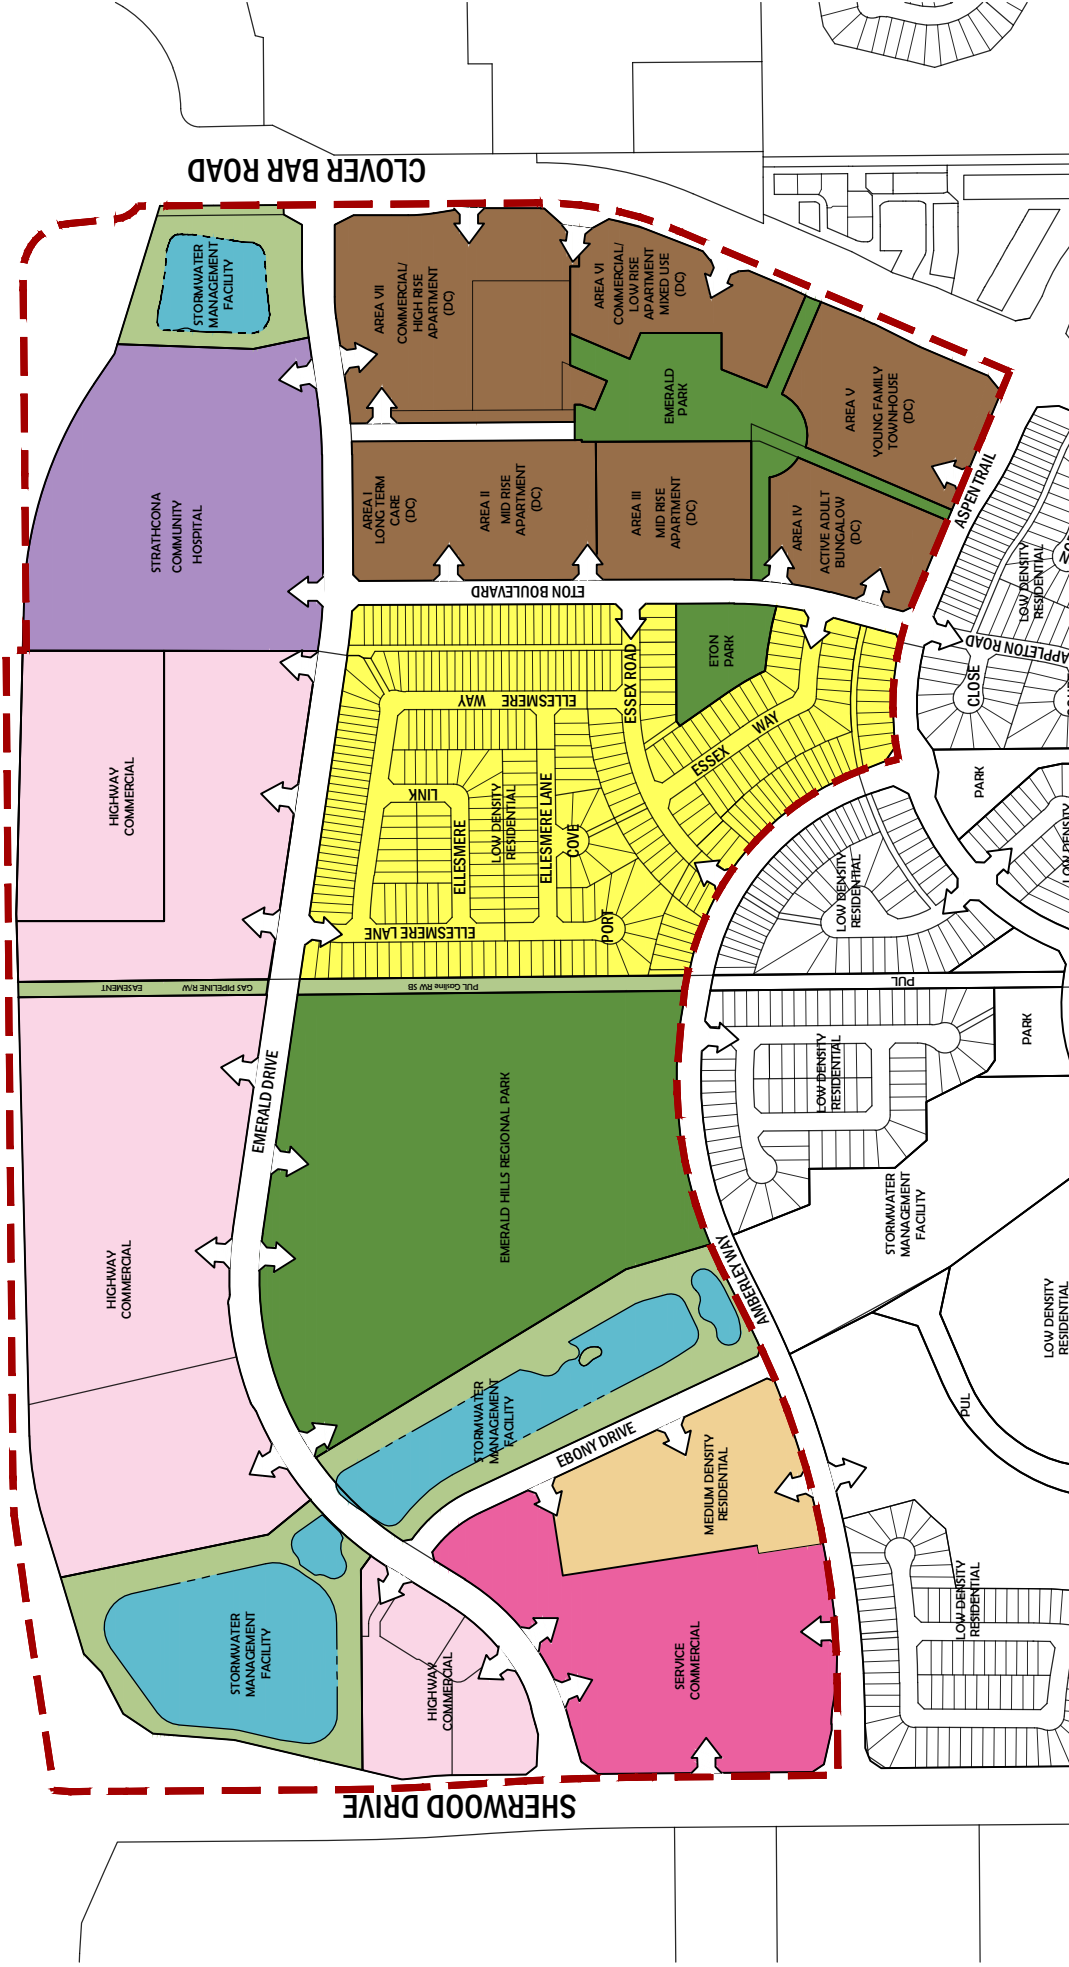 CLOVER BAR ROAD
STORMWATER
MANAGEMENT
FACILITY
AREA VII
COMMERCIAL/
HIGH RISE
APARTMENT
(DC)
AREA VI
COMMERCIAL/
LOW RISE
APARTMENT
MIXED USE
(DC)
EMERALD
PARK
AREA V
YOUNG FAMILY
TOWNHOUSE
(DC)
STRATHCONA
COMMUNITY
HOSPITAL
AREA I
LONG TERM
CARE
(DC)
AREA II
MID RISE
APARTMENT
(DC)
AREA III
MID RISE
APARTMENT
(DC)
AREA IV
ACTIVE ADULT
BUNGALOW
(DC)
ASPEN TRAIL
LOW DENSITY
RESIDENTIAL
ETON BOULEVARD
APPLETON ROAD
ETON
PARK
ESSEX ROAD
CLOSE
ELLESMERE WAY
ESSEX WAY
HIGHWAY
COMMERCIAL
LINK
ELLESMERE
LOW DENSITY
RESIDENTIAL
ELLESMERE LANE
COVE
PORT
PARK
LOW DENSITY
LOW DENSITY
RESIDENTIAL
ELLESMERE LANE
GAS PIPELINE R/W
EASEMENT
PUL Gasline RW SB
PUL
EMERALD DRIVE
EMERALD HILLS REGIONAL PARK
LOW DENSITY
RESIDENTIAL
PARK
STORMWATER
MANAGEMENT
FACILITY
HIGHWAY
COMMERCIAL
AMBERLEY WAY
LOW DENSITY
RESIDENTIAL
STORMWATER
MANAGEMENT
FACILITY
PUL
EBONY DRIVE
MEDIUM DENSITY
RESIDENTIAL
LOW DENSITY
RESIDENTIAL
STORMWATER
MANAGEMENT
FACILITY
HIGHWAY
COMMERCIAL
SERVICE
COMMERCIAL
SHERWOOD DRIVE